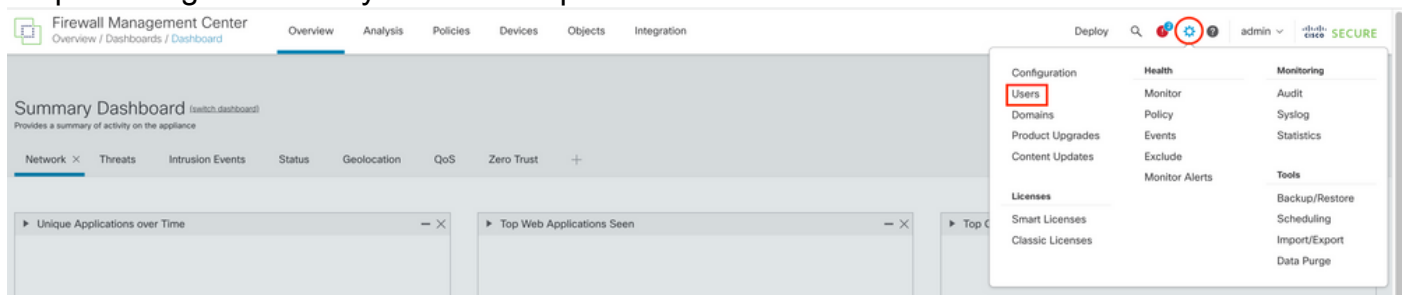 Firewall Management Center
Overview / Dashboards / Dashboard
Overview Analysis Policies Devices Objects Integration
Deploy admin cisco SECURE
Summary Dashboard (switch dashboard)
Provides a summary of activity on the appliance
Network Threats Intrusion Events Status Geolocation QoS Zero Trust
Unique Applications over Time
Top Web Applications Seen
Top
Configuration
Users
Domains
Product Upgrades
Content Updates
Licenses
Smart Licenses
Classic Licenses
Health
Monitor
Policy
Events
Exclude
Monitor Alerts
Monitoring
Audit
Syslog
Statistics
Tools
Backup/Restore
Scheduling
Import/Export
Data Purge